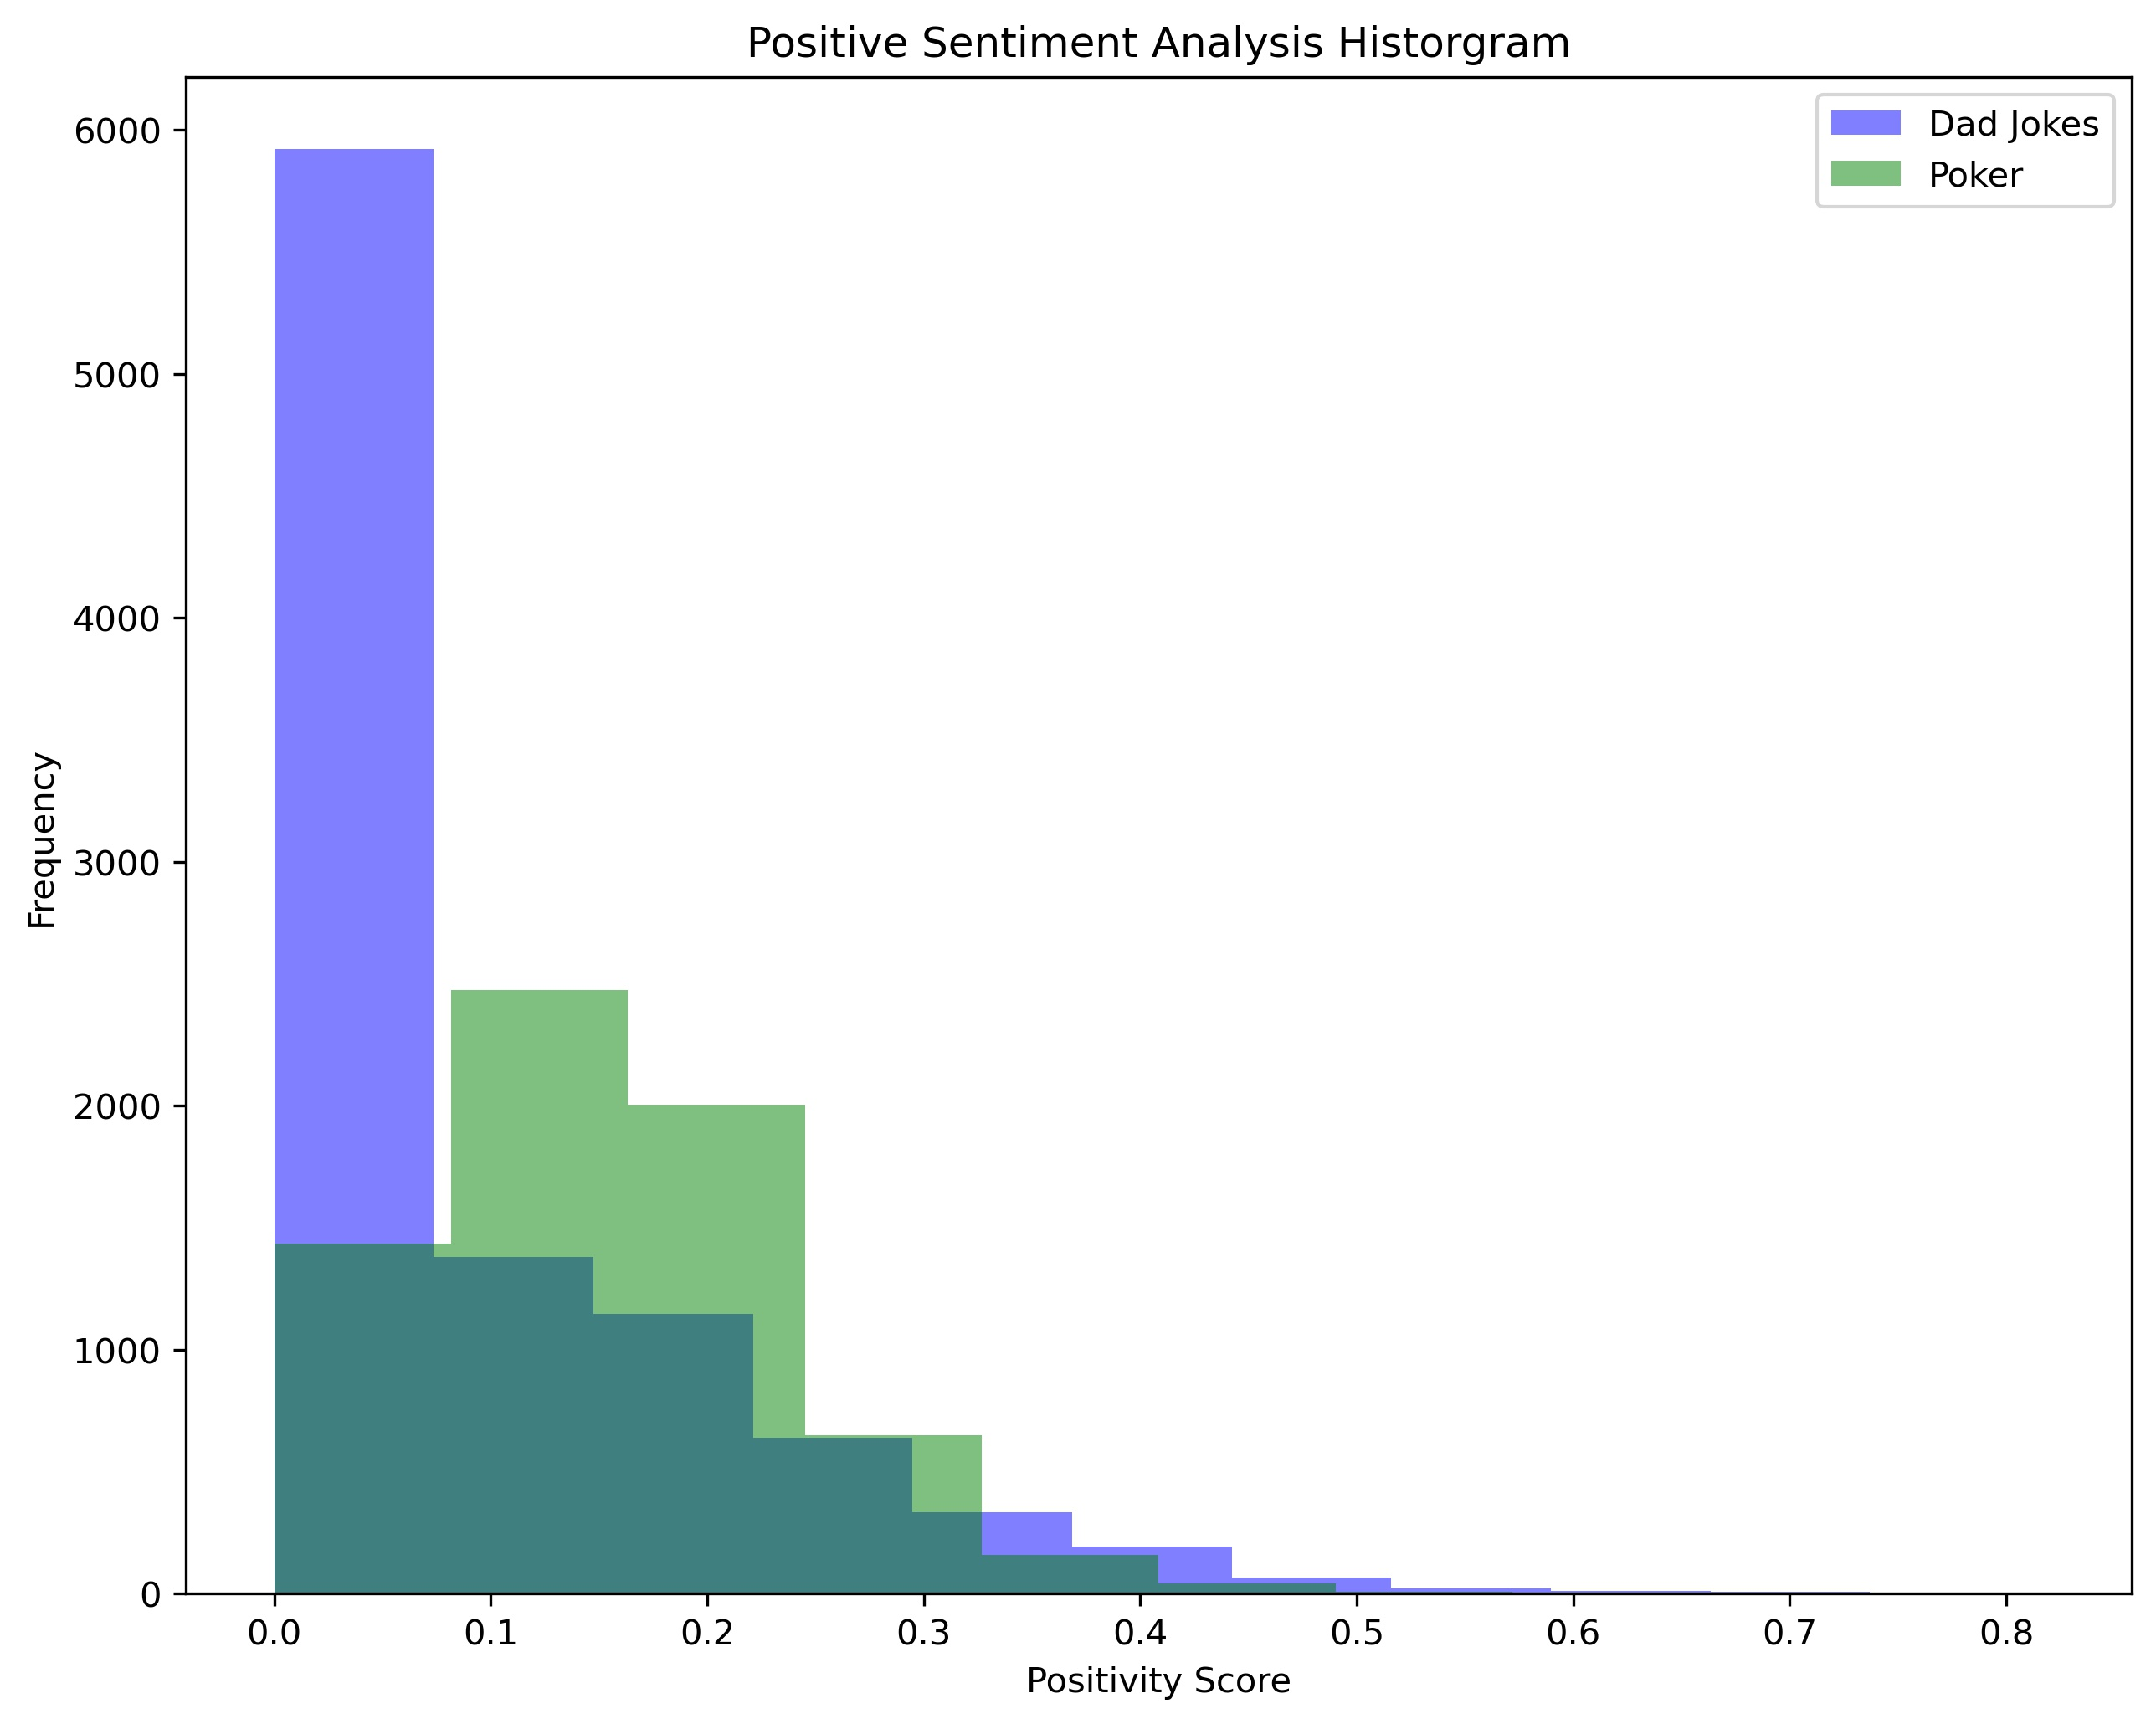 Positive Sentiment Analysis Historgram
Dad Jokes
Poker
6000
5000
4000
3000
2000
1000
0
Frequency
0.0 0.1 0.2 0.3 0.4 0.5 0.6 0.7 0.8
Positivity Score